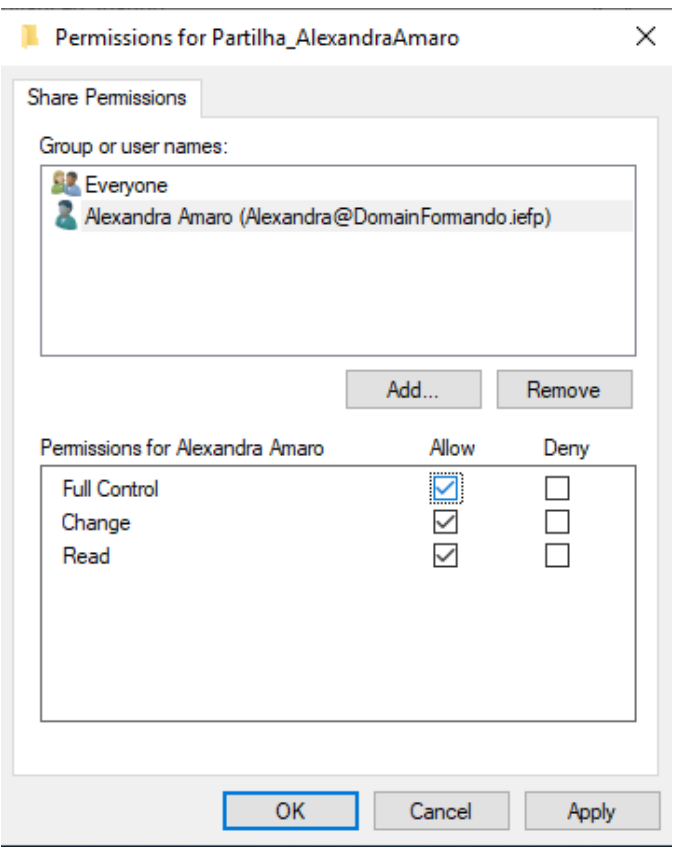 Permissions for Partilha_AlexandraAmaro
Share Permissions
Group or user names:
Everyone
Alexandra Amaro (Alexandra@DomainFormando.iefp)
Add... Remove
Permissions for Alexandra Amaro Allow Deny
Full Control
Change
Read
OK Cancel Apply